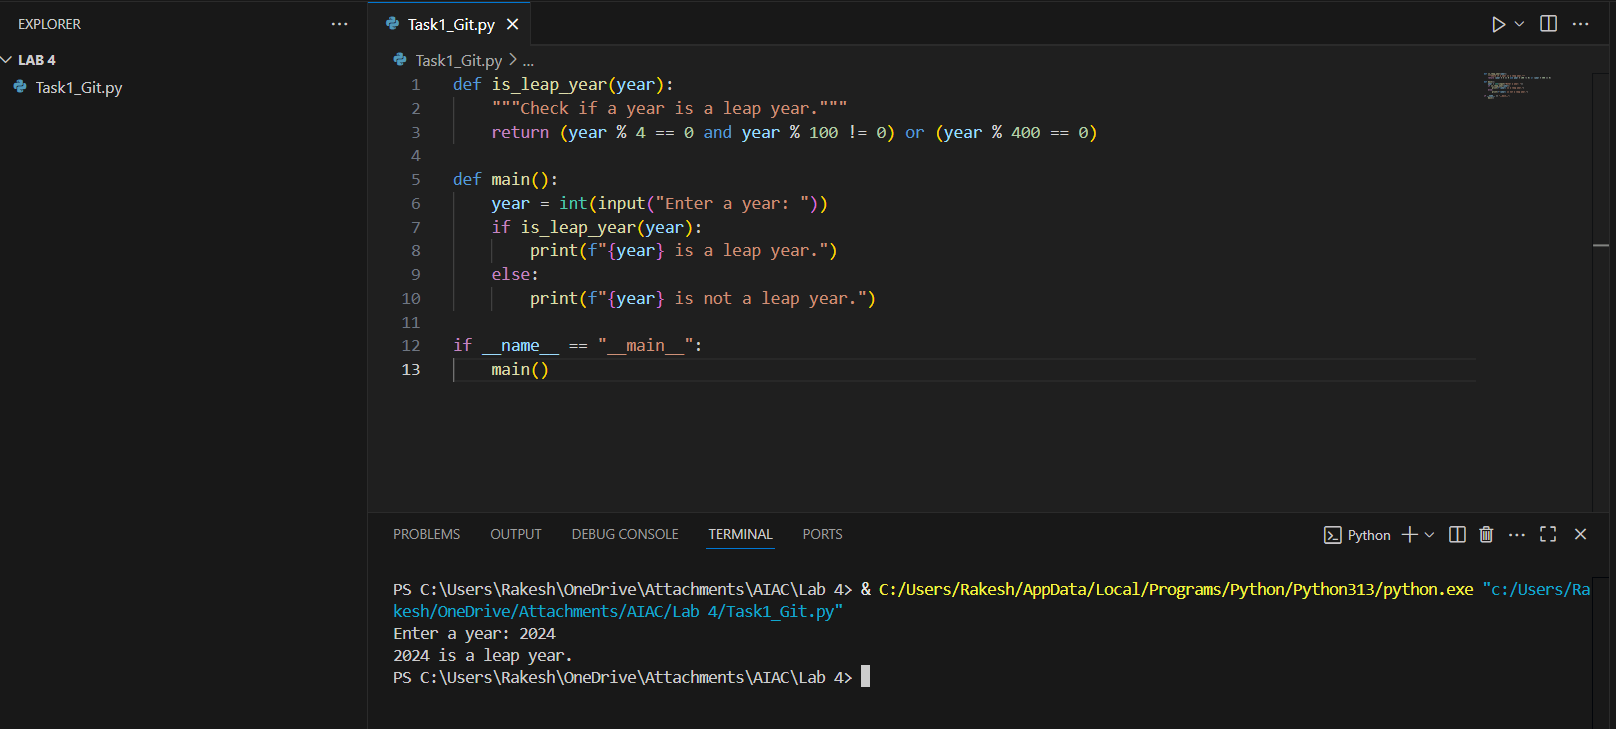 EXPLORER
LAB 4
Task1_Git.py
Task1_Git.py
Task1_Git.py > ...
1 def is_leap_year(year):
2     """Check if a year is a leap year."""
3     return (year % 4 == 0 and year % 100 != 0) or (year % 400 == 0)
4
5 def main():
6     year = int(input("Enter a year: "))
7     if is_leap_year(year):
8         print(f"{year} is a leap year.")
9     else:
10         print(f"{year} is not a leap year.")
11
12 if __name__ == "__main__":
13     main()
PROBLEMS OUTPUT DEBUG CONSOLE TERMINAL PORTS Python
PS C:\Users\Rakesh\OneDrive\Attachments\AIAC\Lab 4> & C:/Users/Rakesh/AppData/Local/Programs/Python/Python313/python.exe "c:/Users/Ra
kesh/OneDrive/Attachments/AIAC/Lab 4/Task1_Git.py"
Enter a year: 2024
2024 is a leap year.
PS C:\Users\Rakesh\OneDrive\Attachments\AIAC\Lab 4>